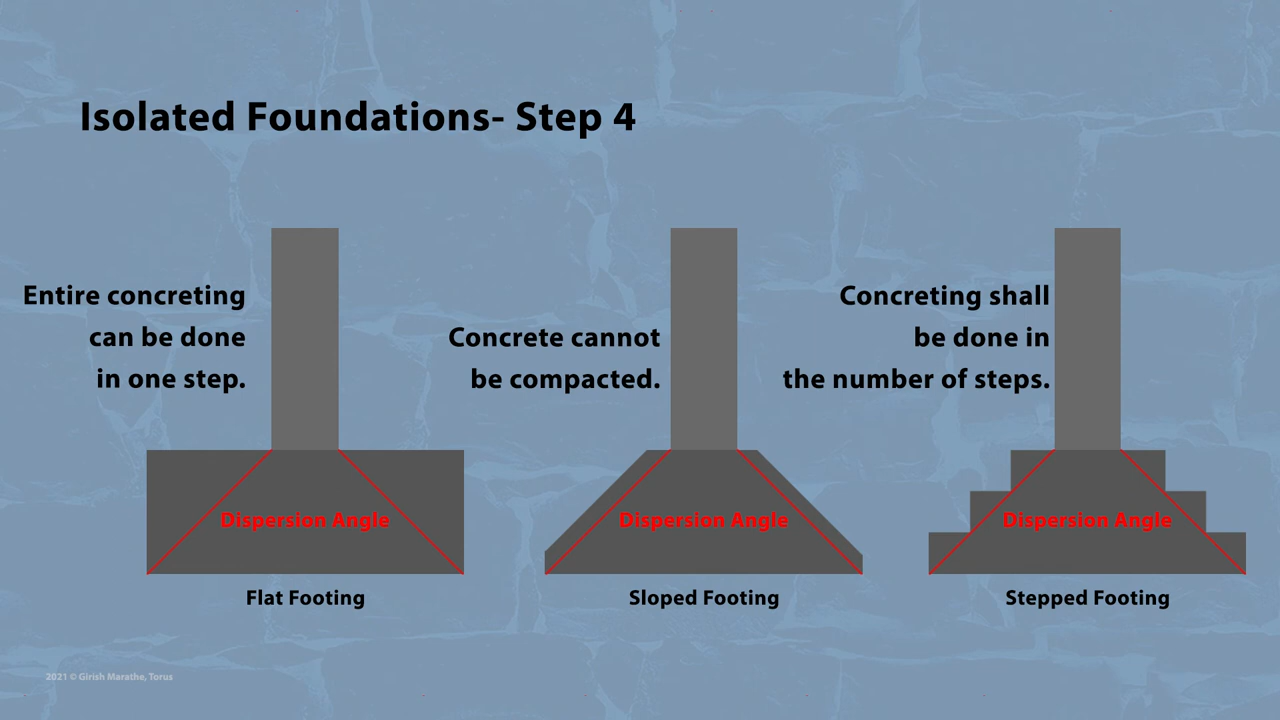 Isolated Foundations- Step 4
Entire concreting
can be done
in one step.
Concrete cannot
be compacted.
Concreting shall
be done in
the number of steps.
Dispersion Angle
Dispersion Angle
Dispersion Angle
Flat Footing
Sloped Footing
Stepped Footing
2021 © Girish Marathe, Torus